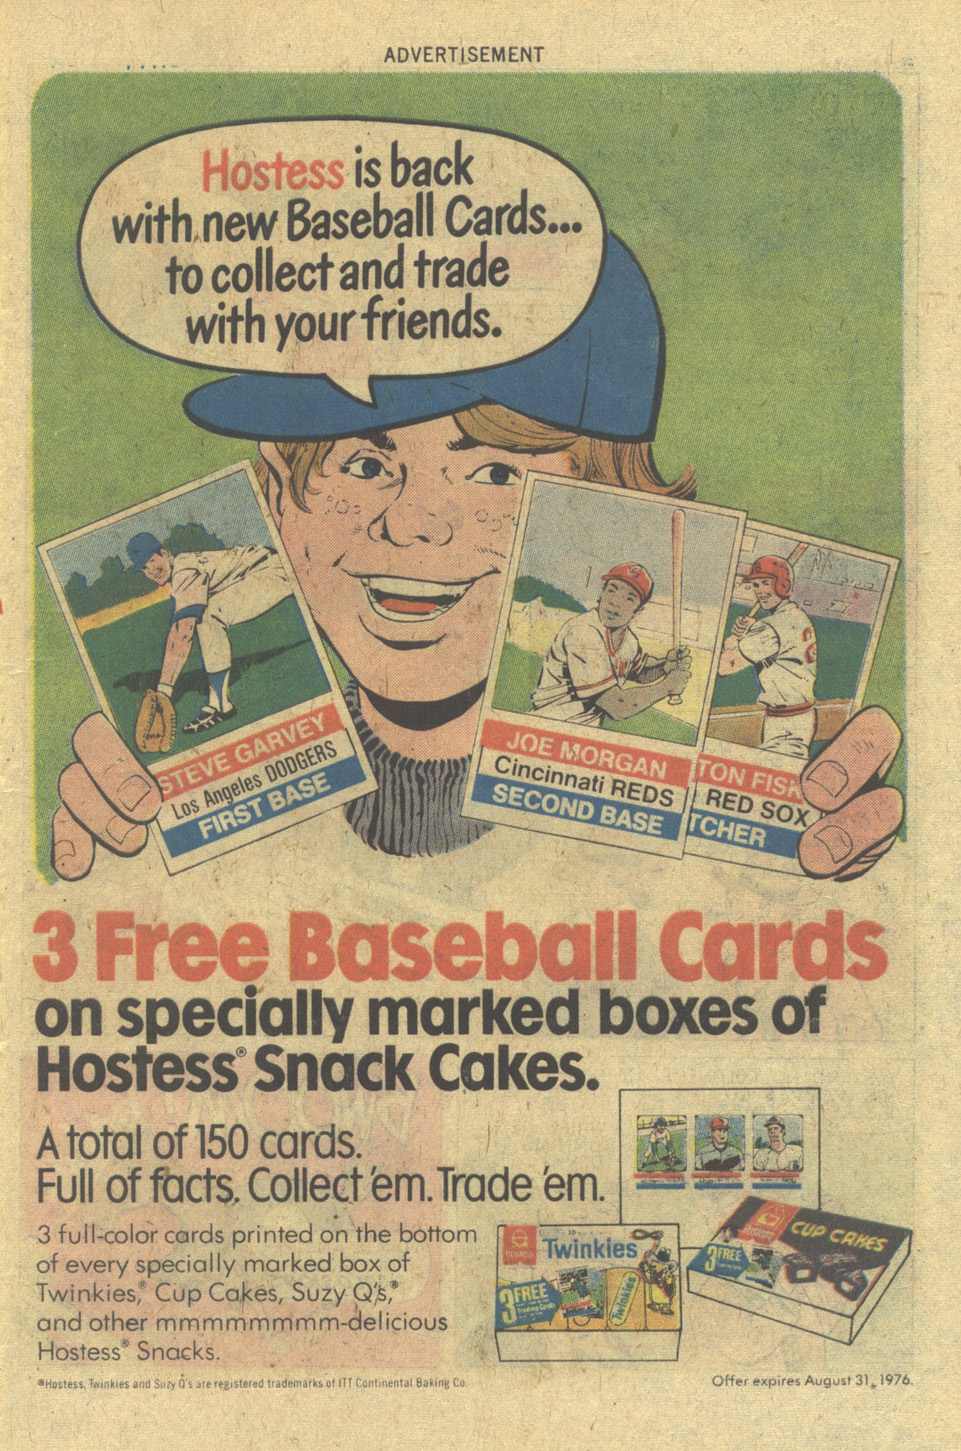 ADVERTISEMENT
Hostess is back
with new Baseball Cards...
to collect and trade
with your friends.
STEVE GARVEY
Los Angeles DODGERS
FIRST BASE
JOE MORGAN
Cincinnati REDS
SECOND BASE
TON FISK
RED SOX
TCHER
3 Free Baseball Cards
on specially marked boxes of
Hostess® Snack Cakes.
A total of 150 cards.
Full of facts. Collect 'em. Trade 'em.
3 full-color cards printed on the bottom
of every specially marked box of
Twinkies,® Cup Cakes, Suzy Q's,®
and other mmmmmmmm-delicious
Hostess® Snacks.
Hostess
Twinkies
3 FREE
Twinkies
CUP CAKES
3 FREE
®Hostess, Twinkies and Suzy Q's are registered trademarks of ITT Continental Baking Co.
Offer expires August 31, 1976.